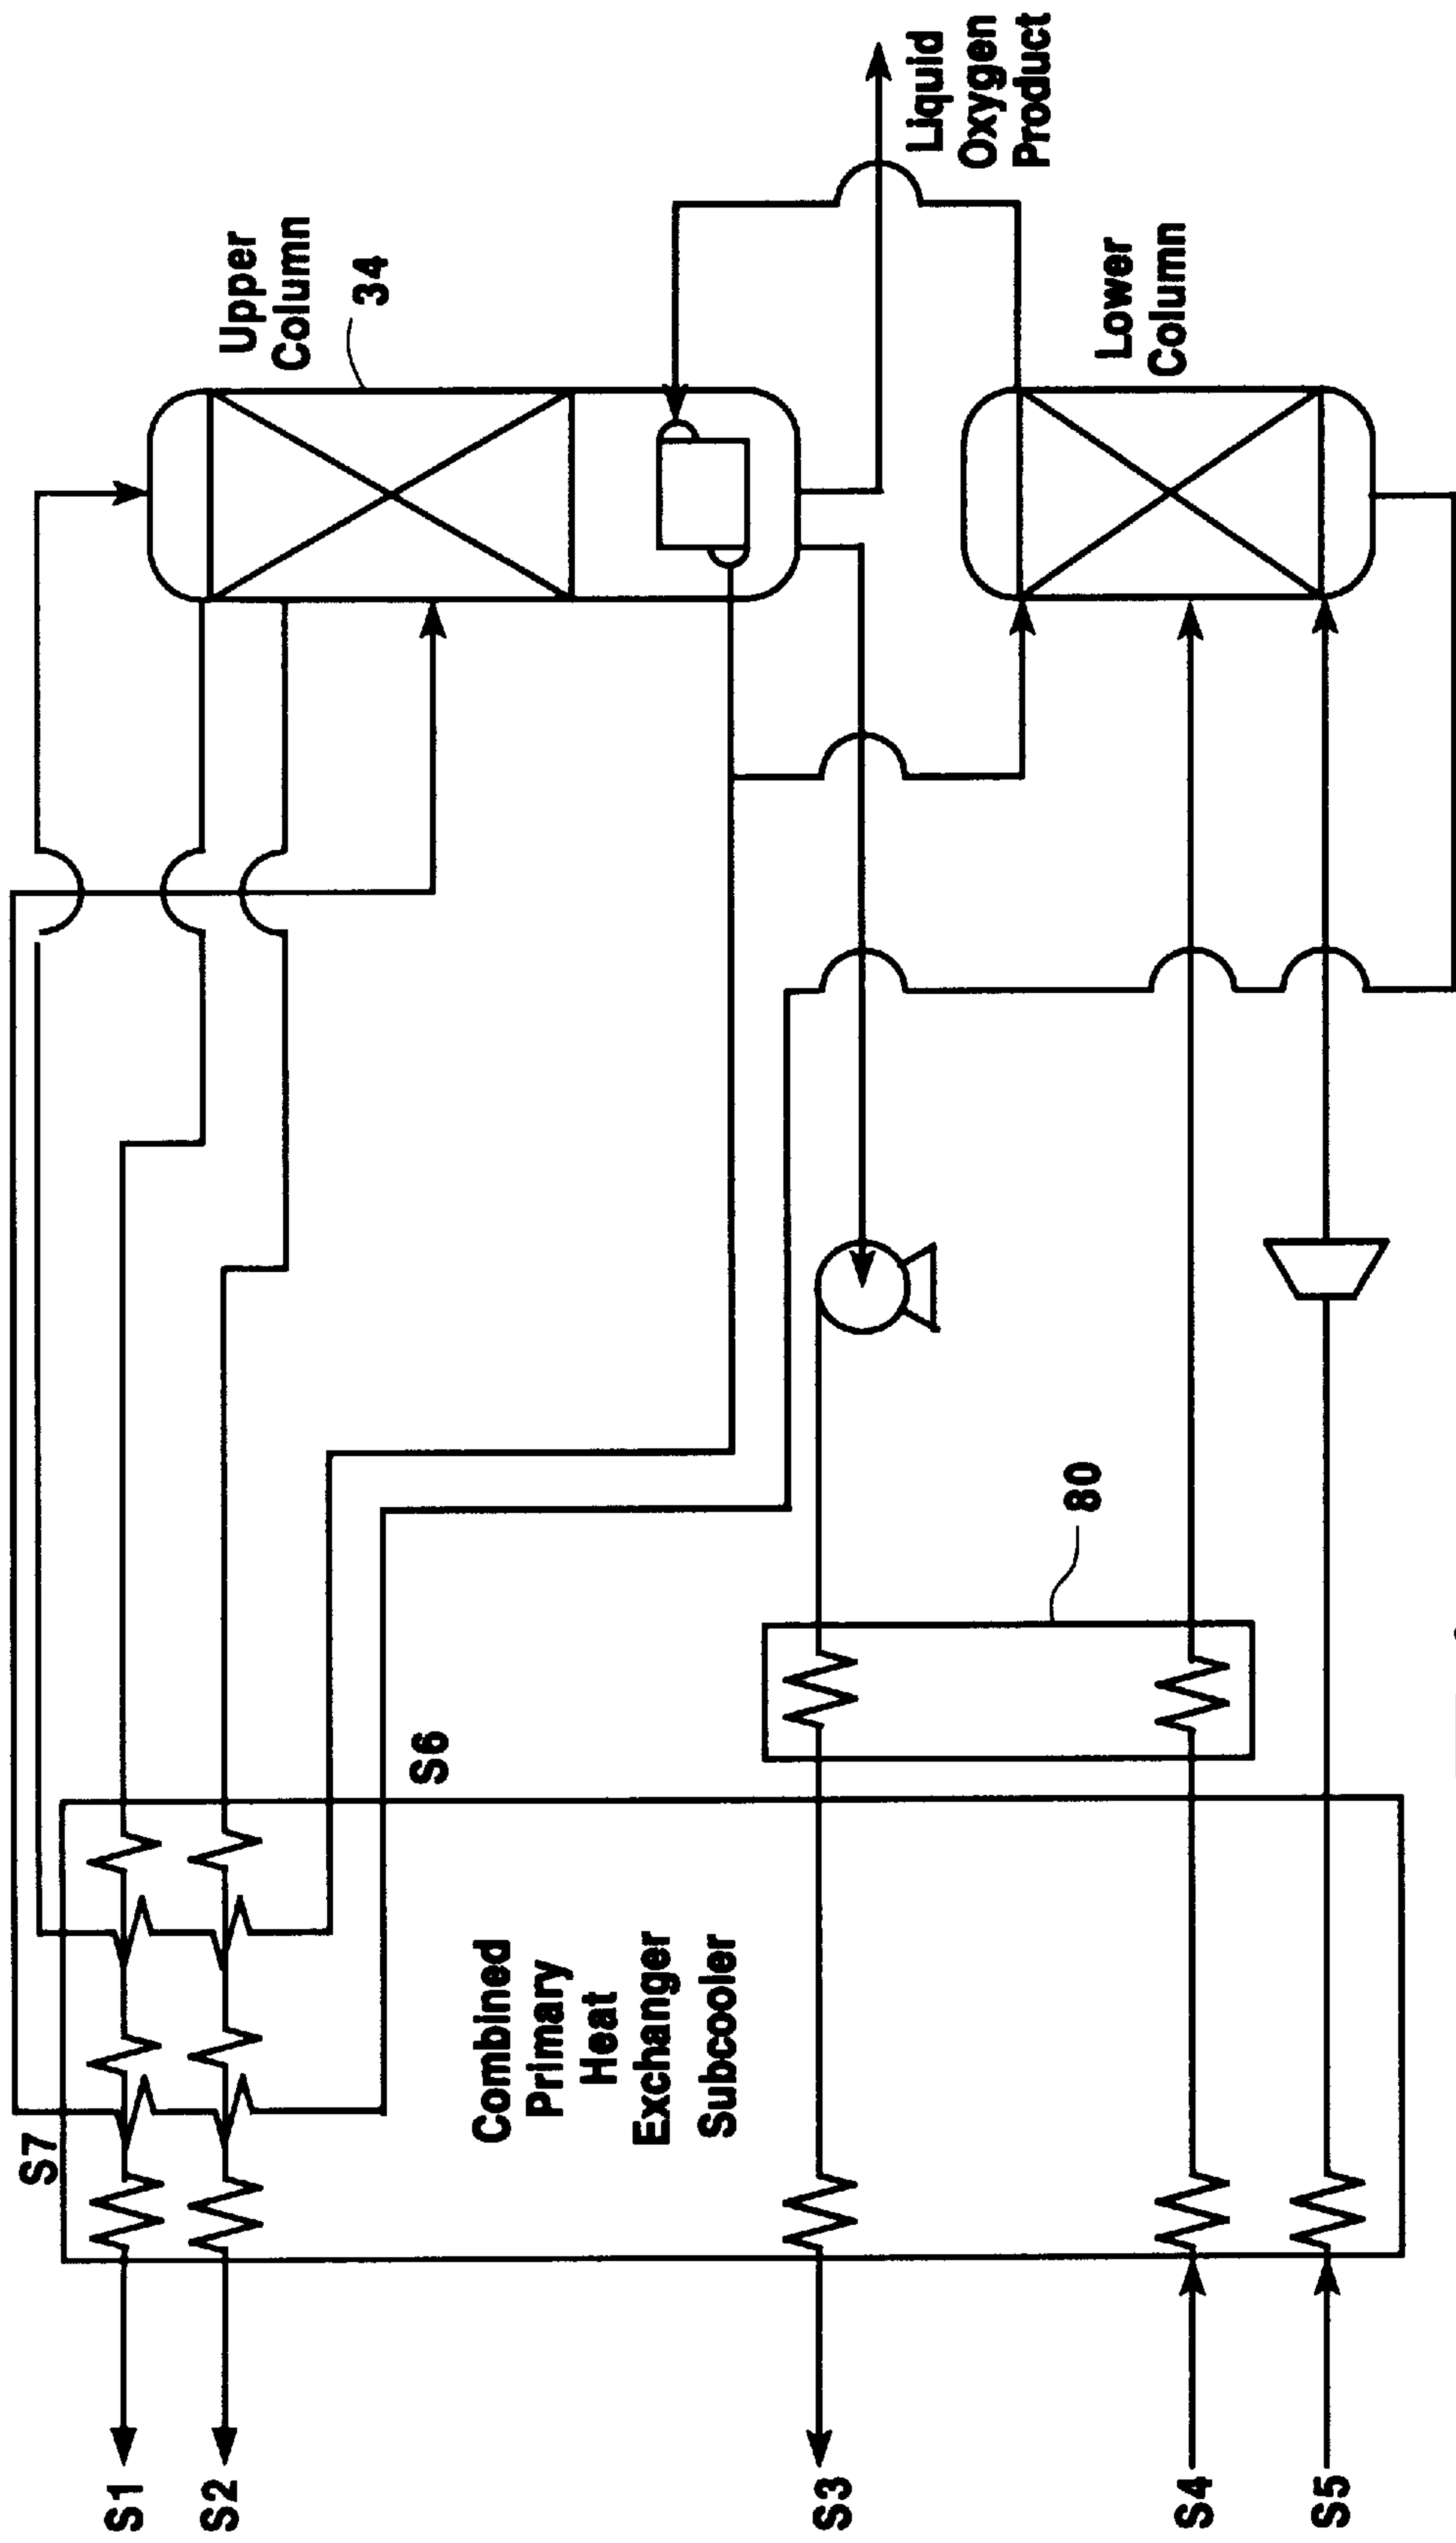 Upper
Column
34
Liquid
Oxygen
Product
Lower
Column
80
S6
S7
Combined
Primary
Heat
Exchanger
Subcooler
S1
S2
S3
S4
S5